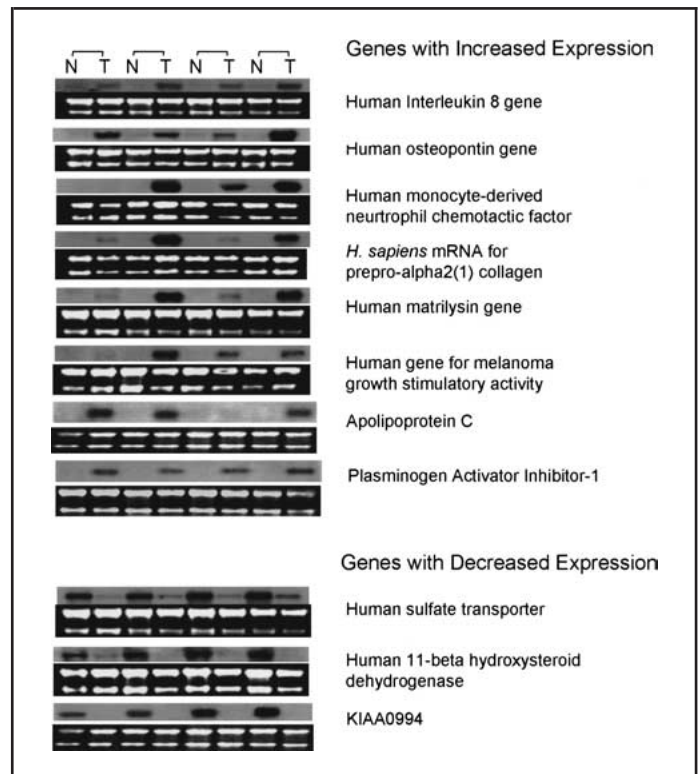 Genes with Increased Expression
N T N T N T N T
Human Interleukin 8 gene
Human osteopontin gene
Human monocyte-derived
neurtrophil chemotactic factor
H. sapiens mRNA for
prepro-alpha2(1) collagen
Human matrilysin gene
Human gene for melanoma
growth stimulatory activity
Apolipoprotein C
Plasminogen Activator Inhibitor-1
Genes with Decreased Expression
Human sulfate transporter
Human 11-beta hydroxysteroid
dehydrogenase
KIAA0994